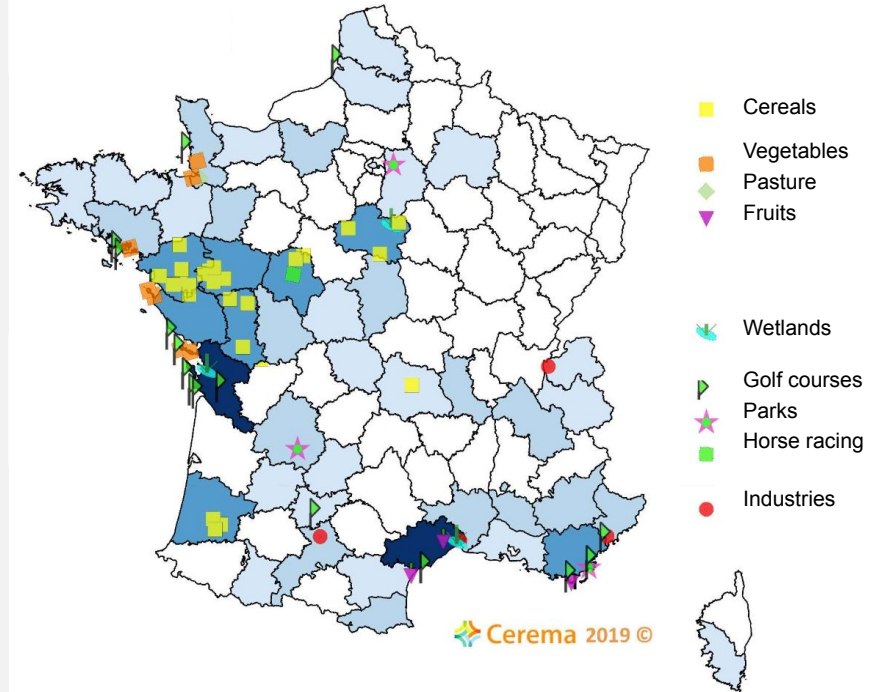 Cereals
Vegetables
Pasture
Fruits
Wetlands
Golf courses
Parks
Horse racing
Industries
Cerema 2019 ©